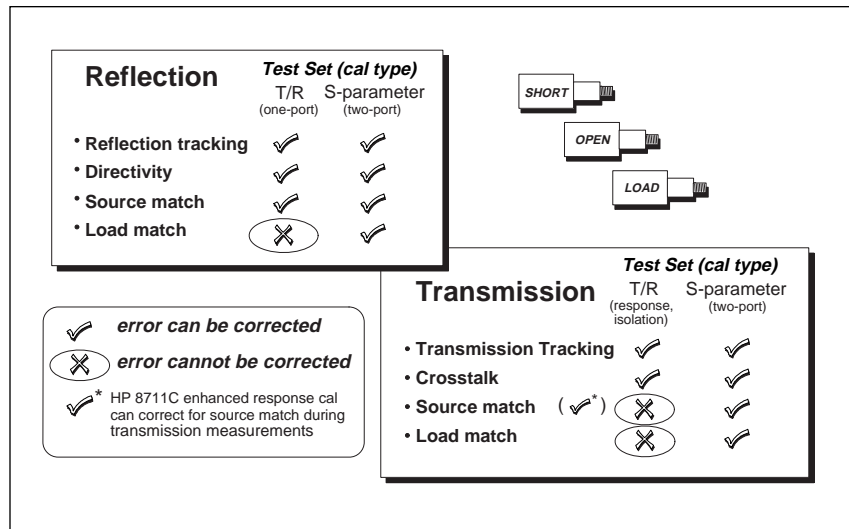 Reflection
Test Set (cal type)
T/R S-parameter
(one-port) (two-port)
• Reflection tracking
• Directivity
• Source match
• Load match
SHORT
OPEN
LOAD
Transmission
Test Set (cal type)
T/R S-parameter
(response, isolation) (two-port)
• Transmission Tracking
• Crosstalk
• Source match ( * )
• Load match
error can be corrected
error cannot be corrected
* HP 8711C enhanced response cal
can correct for source match during
transmission measurements